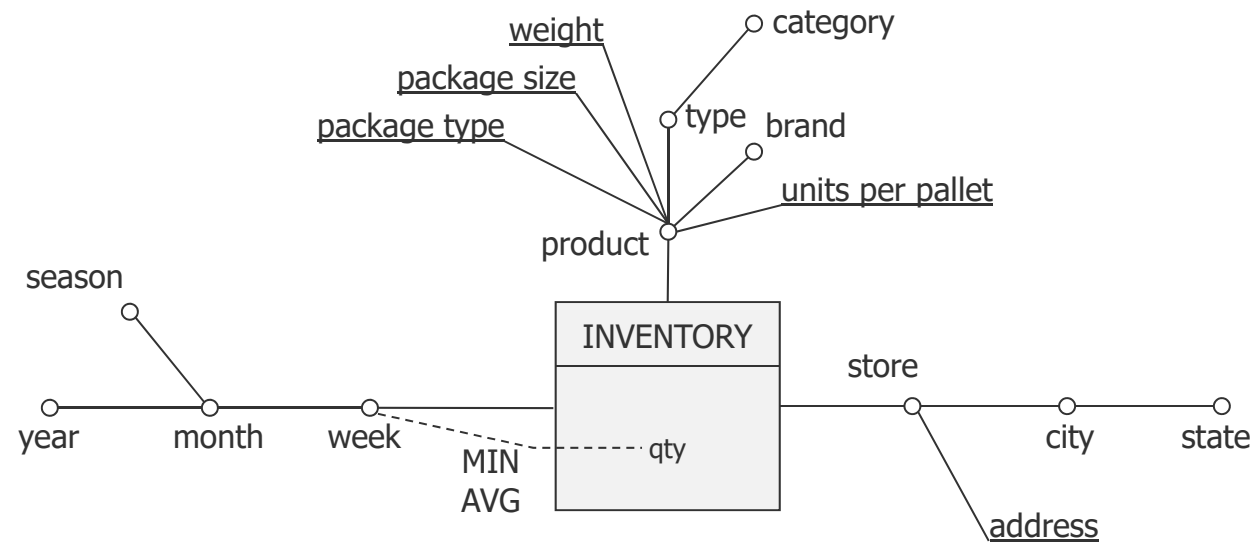 category
weight
package size
type
brand
package type
units per pallet
product
season
INVENTORY
store
year
month
week
qty
city
state
MIN
AVG
address